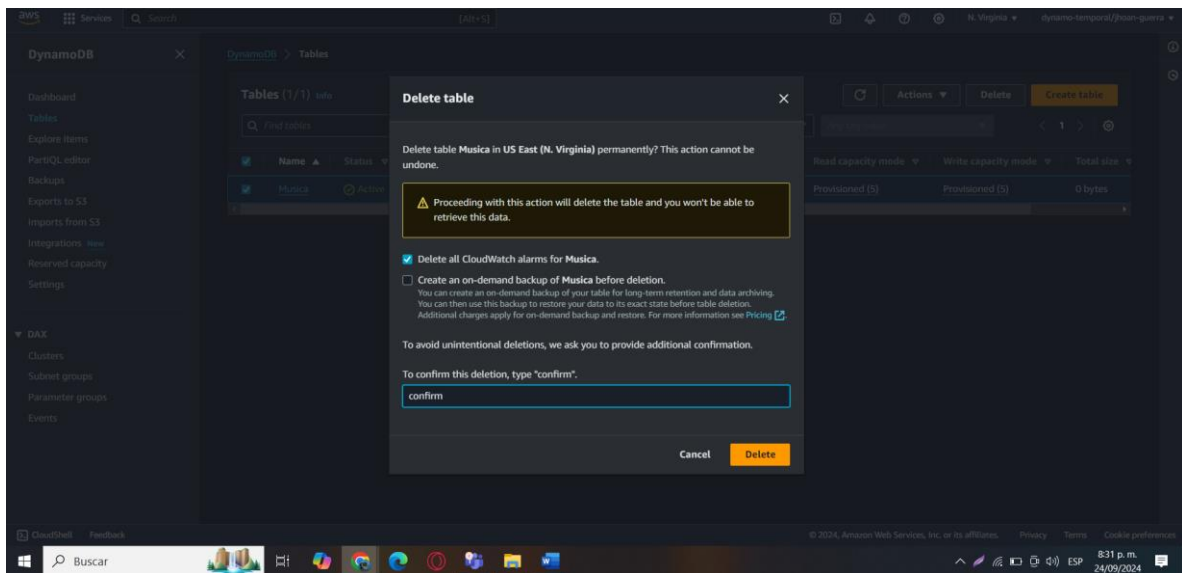 aws
Services
Search
[Alt+S]
N. Virginia
dynamo-temporal/jhoan-guerra
DynamoDB
DynamoDB > Tables
Dashboard
Tables
Explore items
PartiQL editor
Backups
Exports to S3
Imports from S3
Integrations New
Reserved capacity
Settings
DAX
Clusters
Subnet groups
Parameter groups
Events
Tables (1/1) Info
Actions
Delete
Create table
Find tables
1
Name
Status
Read capacity mode
Write capacity mode
Total size
Musica
Active
Provisioned (5)
Provisioned (5)
0 bytes
Delete table
Delete table Musica in US East (N. Virginia) permanently? This action cannot be
undone.
Proceeding with this action will delete the table and you won't be able to
retrieve this data.
Delete all CloudWatch alarms for Musica.
Create an on-demand backup of Musica before deletion.
You can create an on-demand backup of your table for long-term retention and data archiving.
You can then use this backup to restore your data to its exact state before table deletion.
Additional charges apply for on-demand backup and restore. For more information see Pricing
To avoid unintentional deletions, we ask you to provide additional confirmation.
To confirm this deletion, type "confirm".
confirm
Cancel
Delete
CloudShell
Feedback
© 2024, Amazon Web Services, Inc. or its affiliates.
Privacy
Terms
Cookie preferences
Buscar
ESP
8:31 p. m.
24/09/2024